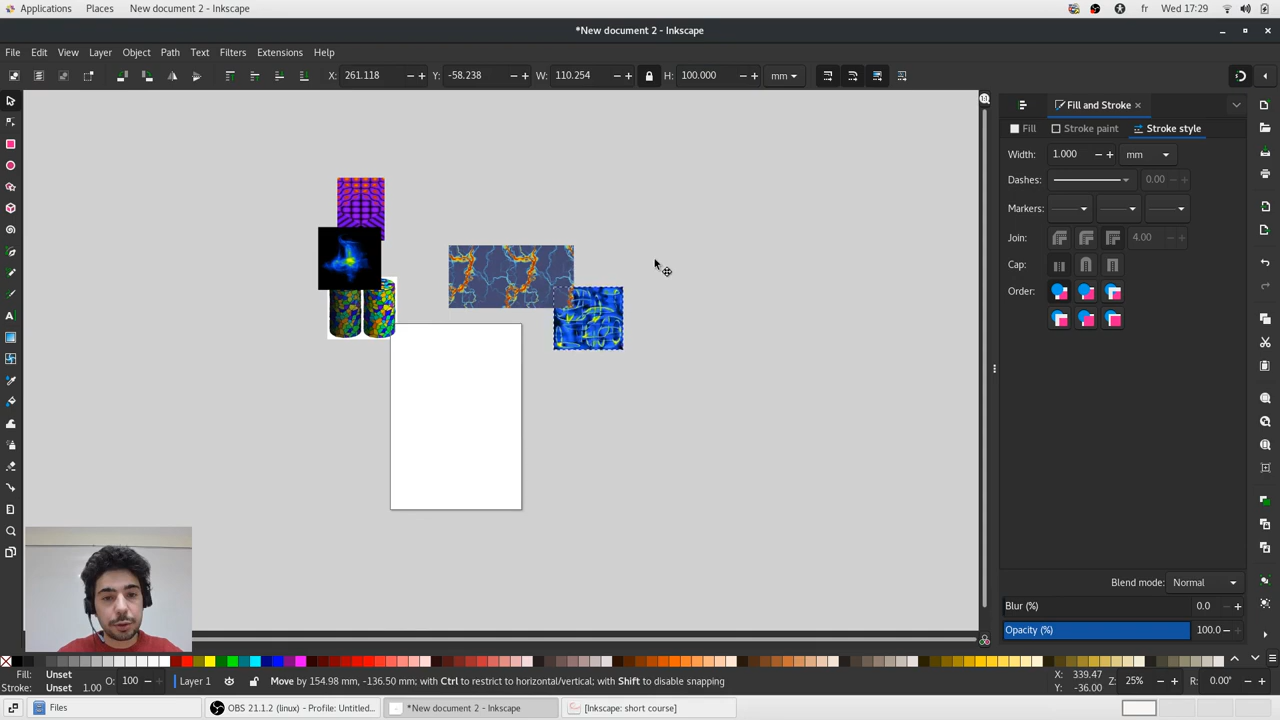 Applications Places New document 2 - Inkscape fr Wed 17:29
*New document 2 - Inkscape
File Edit View Layer Object Path Text Filters Extensions Help
X: 261.118 Y: -58.238 W: 110.254 H: 100.000 mm
Fill and Stroke
Fill Stroke paint Stroke style
Width: 1.000 mm
Dashes: 0.00
Markers:
Join: 4.00
Cap:
Order:
Blend mode: Normal
Blur (%) 0.0
Opacity (%) 100.0
Fill: Unset
Stroke: Unset 1.00
O: 100 Layer 1 Move by 154.98 mm, -136.50 mm; with Ctrl to restrict to horizontal/vertical; with Shift to disable snapping
X: 339.47
Y: -36.00
Z: 25% R: 0.00°
Files OBS 21.1.2 (linux) - Profile: Untitled... *New document 2 - Inkscape [Inkscape: short course]